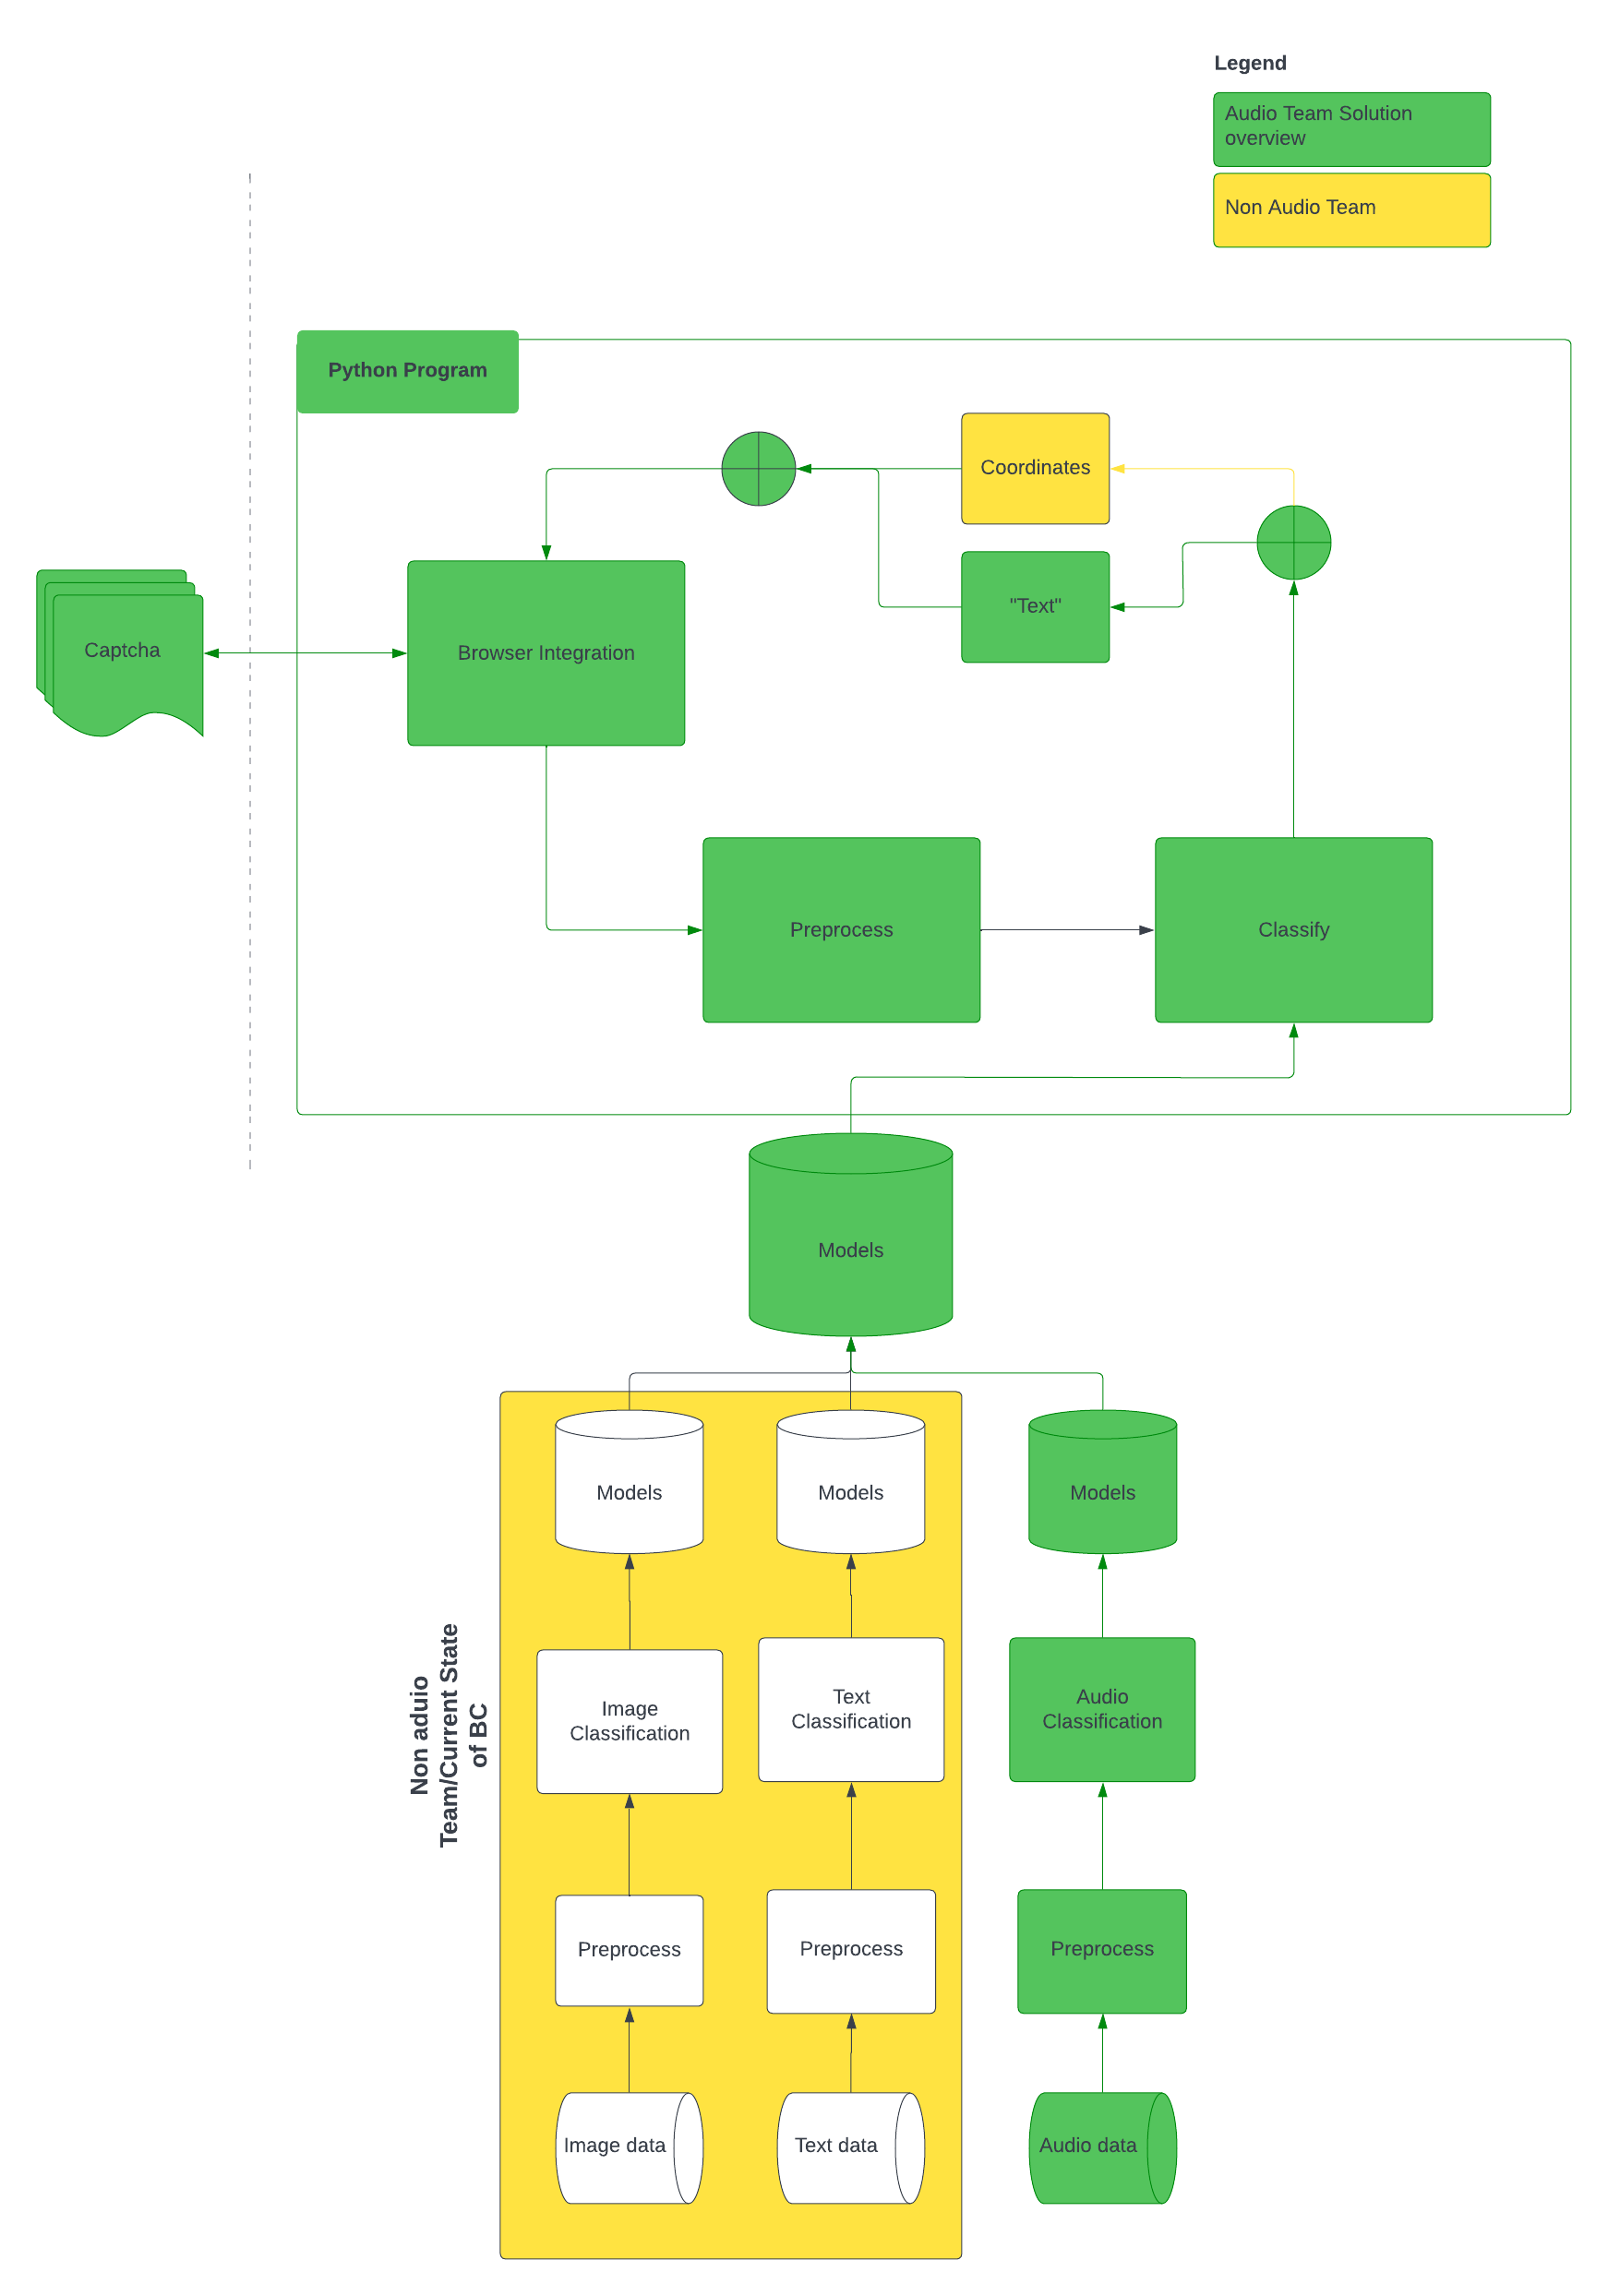 Legend
Audio Team Solution
overview
Non Audio Team
Python Program
Coordinates
"Text"
Captcha
Browser Integration
Preprocess
Classify
Models
Non aduio
Team/Current State
of BC
Models
Models
Models
Image
Classification
Text
Classification
Audio
Classification
Preprocess
Preprocess
Preprocess
Image data
Text data
Audio data